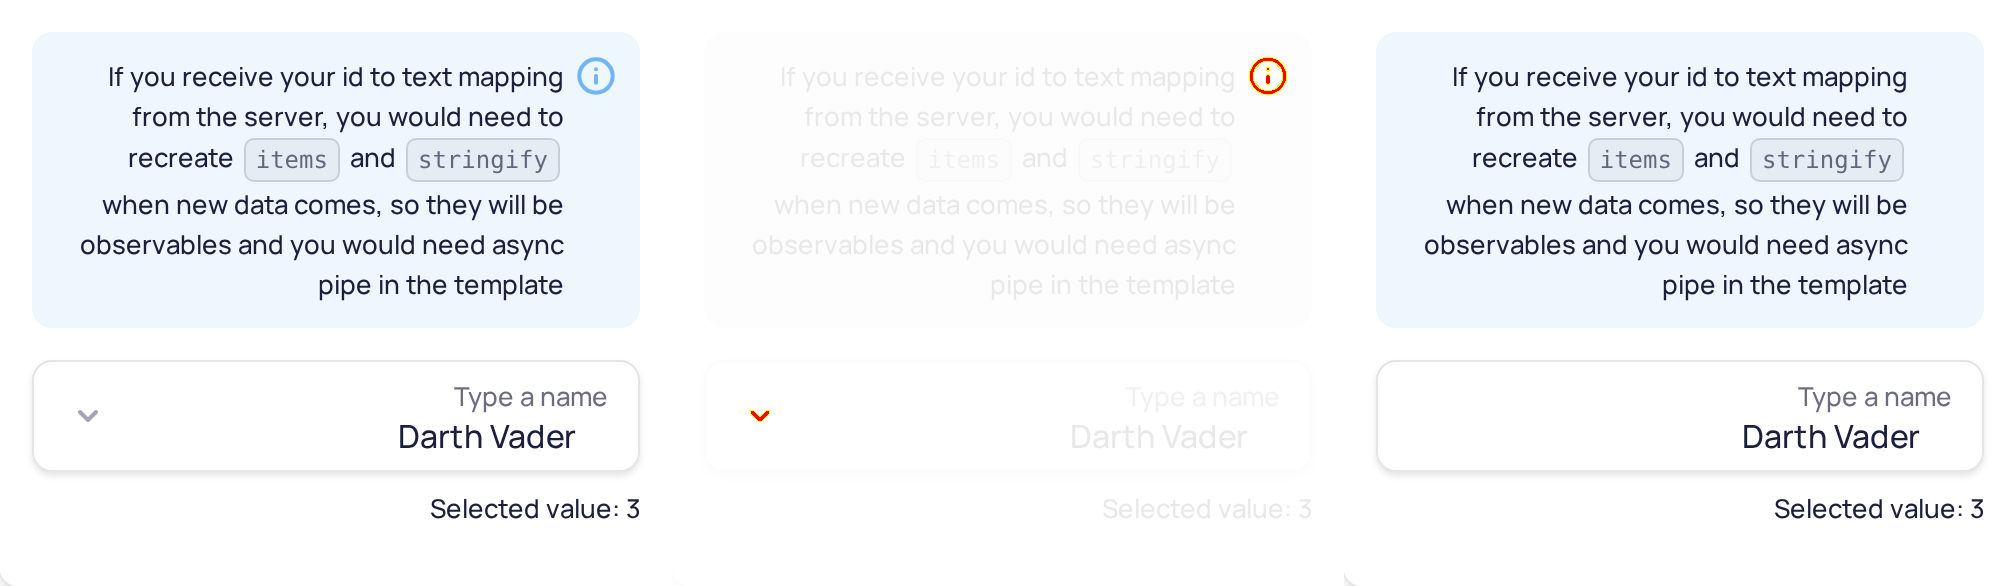 If you receive your id to text mapping
from the server, you would need to
recreate items and stringify
when new data comes, so they will be
observables and you would need async
pipe in the template
Type a name
Darth Vader
Selected value: 3
If you receive your id to text mapping
from the server, you would need to
recreate items and stringify
when new data comes, so they will be
observables and you would need async
pipe in the template
Type a name
Darth Vader
Selected value: 3
If you receive your id to text mapping
from the server, you would need to
recreate items and stringify
when new data comes, so they will be
observables and you would need async
pipe in the template
Type a name
Darth Vader
Selected value: 3